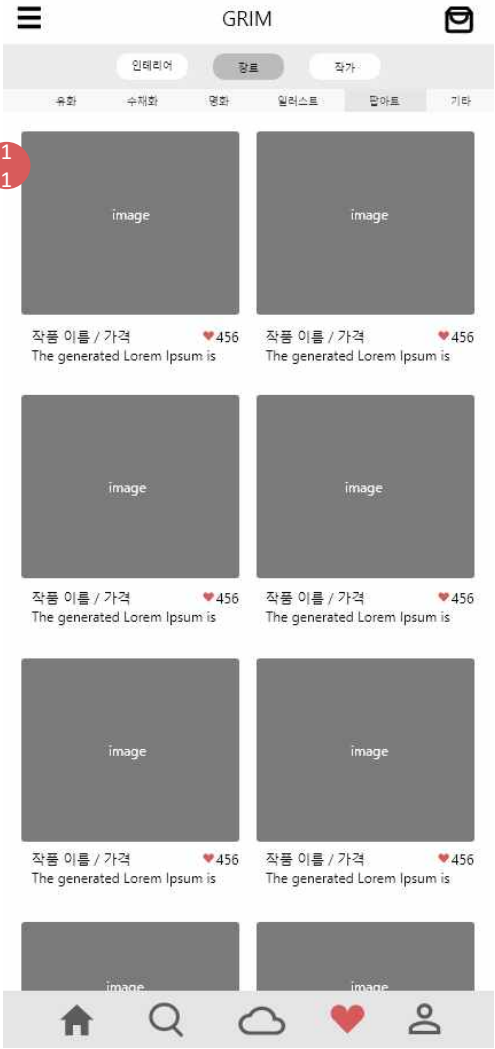 GRIM
인테리어 장르 작가
유화 수채화 명화 일러스트 팝아트 기타
1
1
image image
작품 이름 / 가격 456 작품 이름 / 가격 456
The generated Lorem Ipsum is The generated Lorem Ipsum is
image image
작품 이름 / 가격 456 작품 이름 / 가격 456
The generated Lorem Ipsum is The generated Lorem Ipsum is
image image
작품 이름 / 가격 456 작품 이름 / 가격 456
The generated Lorem Ipsum is The generated Lorem Ipsum is
image image